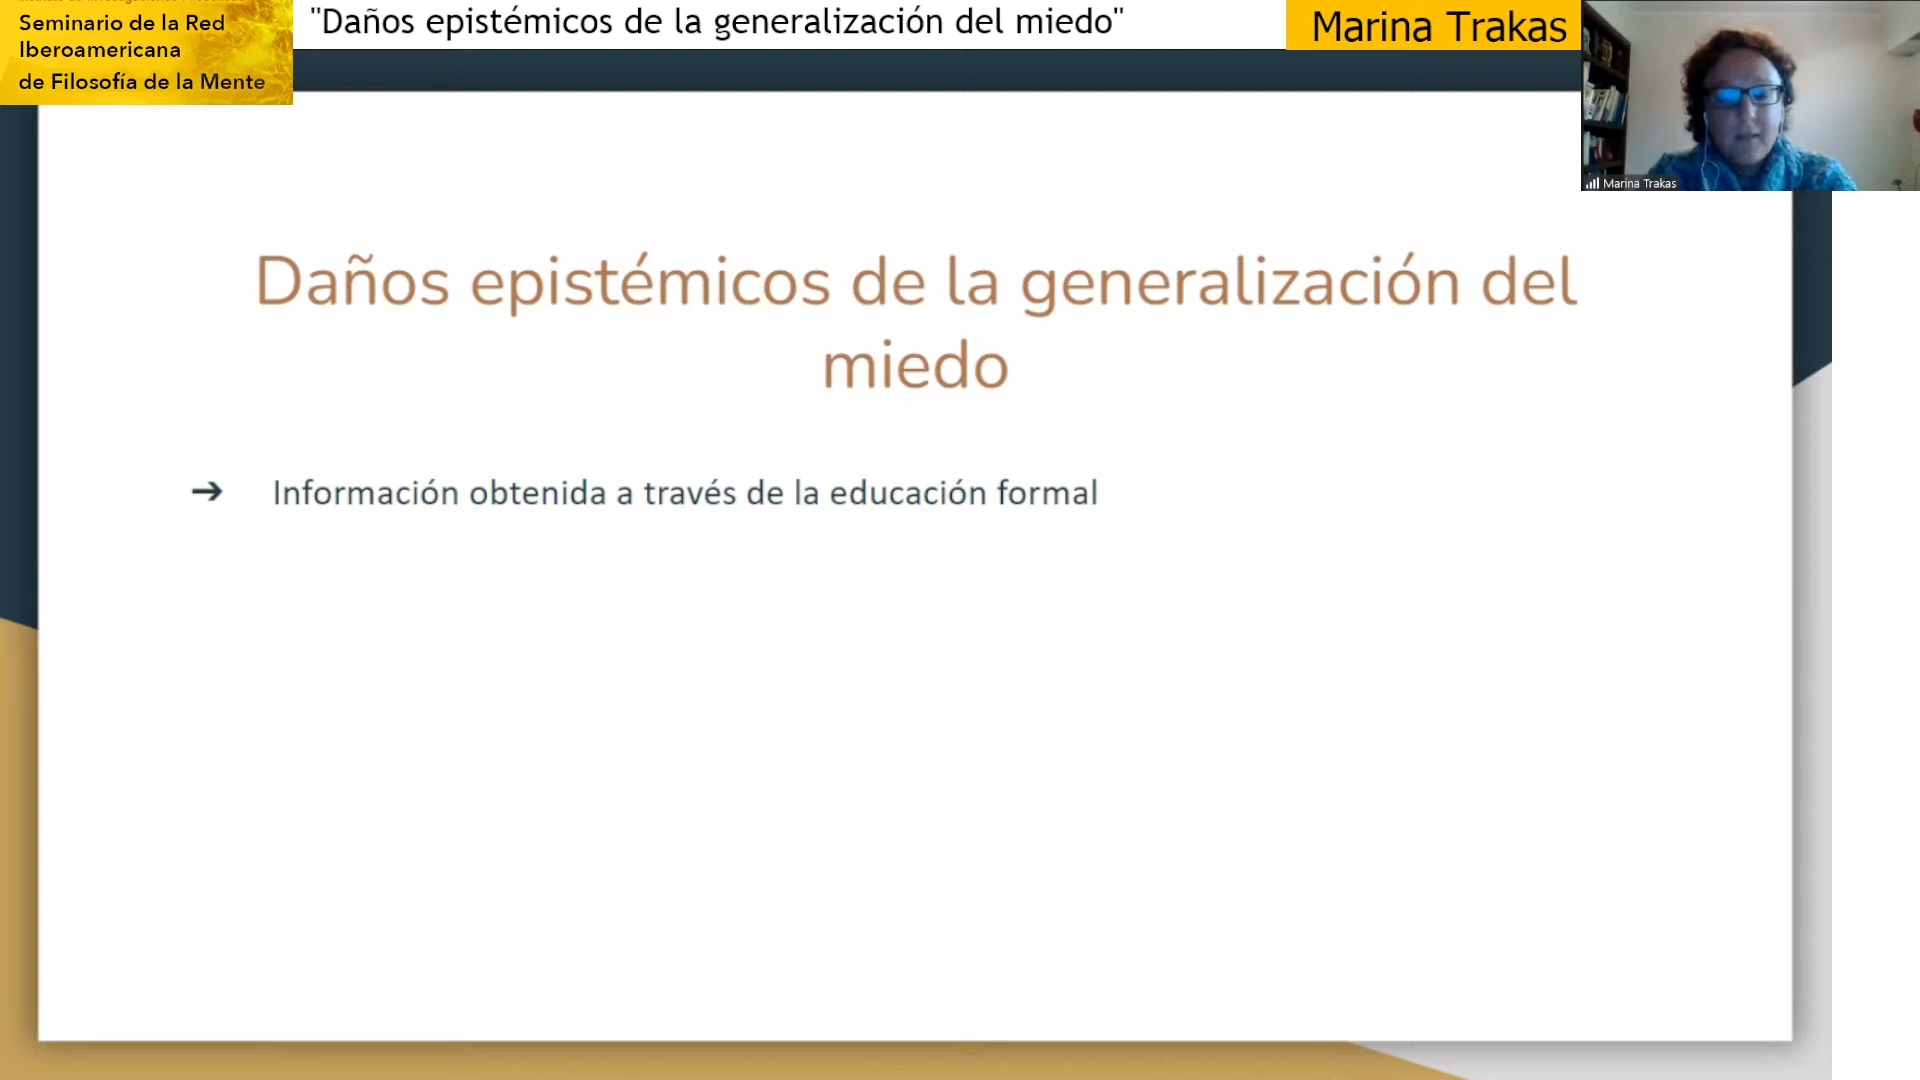 Seminario de la Red
Iberoamericana
de Filosofía de la Mente
"Daños epistémicos de la generalización del miedo"
Marina Trakas
Marina Trakas
Daños epistémicos de la generalización del
miedo
➔ Información obtenida a través de la educación formal